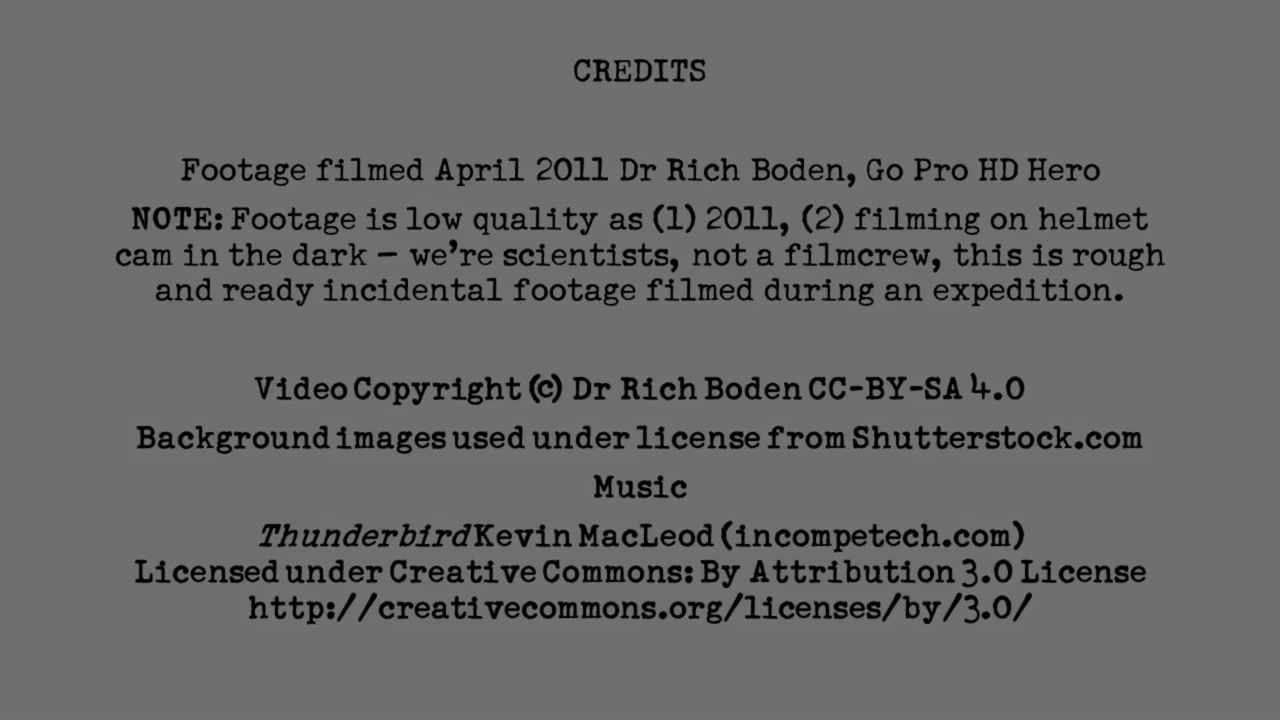 CREDITS
Footage filmed April 2011 Dr Rich Boden, Go Pro HD Hero
NOTE: Footage is low quality as (1) 2011, (2) filming on helmet
cam in the dark – we're scientists, not a filmcrew, this is rough
and ready incidental footage filmed during an expedition.
Video Copyright (c) Dr Rich Boden CC-BY-SA 4.0
Background images used under license from Shutterstock.com
Music
Thunderbird Kevin MacLeod (incompetech.com)
Licensed under Creative Commons: By Attribution 3.0 License
http://creativecommons.org/licenses/by/3.0/